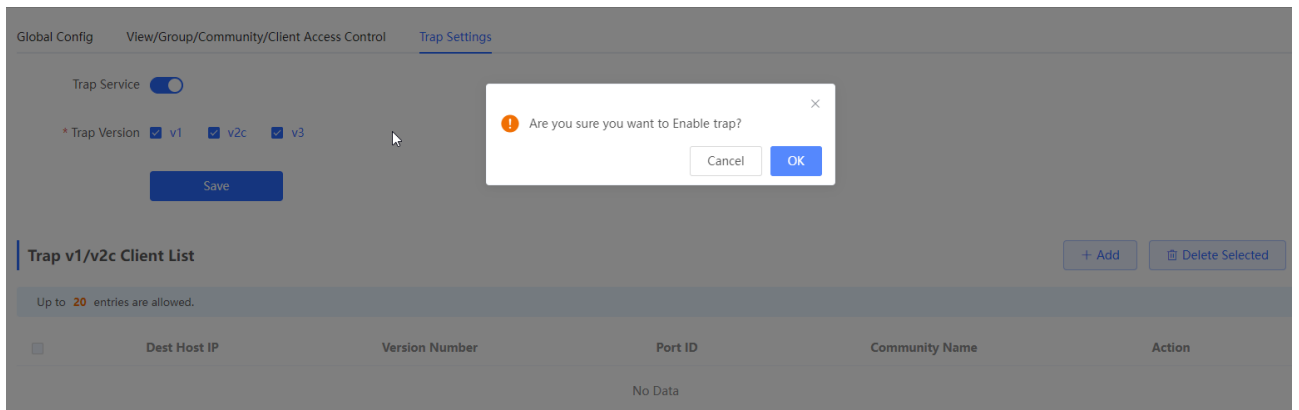 Global Config View/Group/Community/Client Access Control Trap Settings
Trap Service
* Trap Version v1 v2c v3
Are you sure you want to Enable trap?
Cancel OK
Save
Trap v1/v2c Client List + Add Delete Selected
Up to 20 entries are allowed.
Dest Host IP Version Number Port ID Community Name Action
No Data